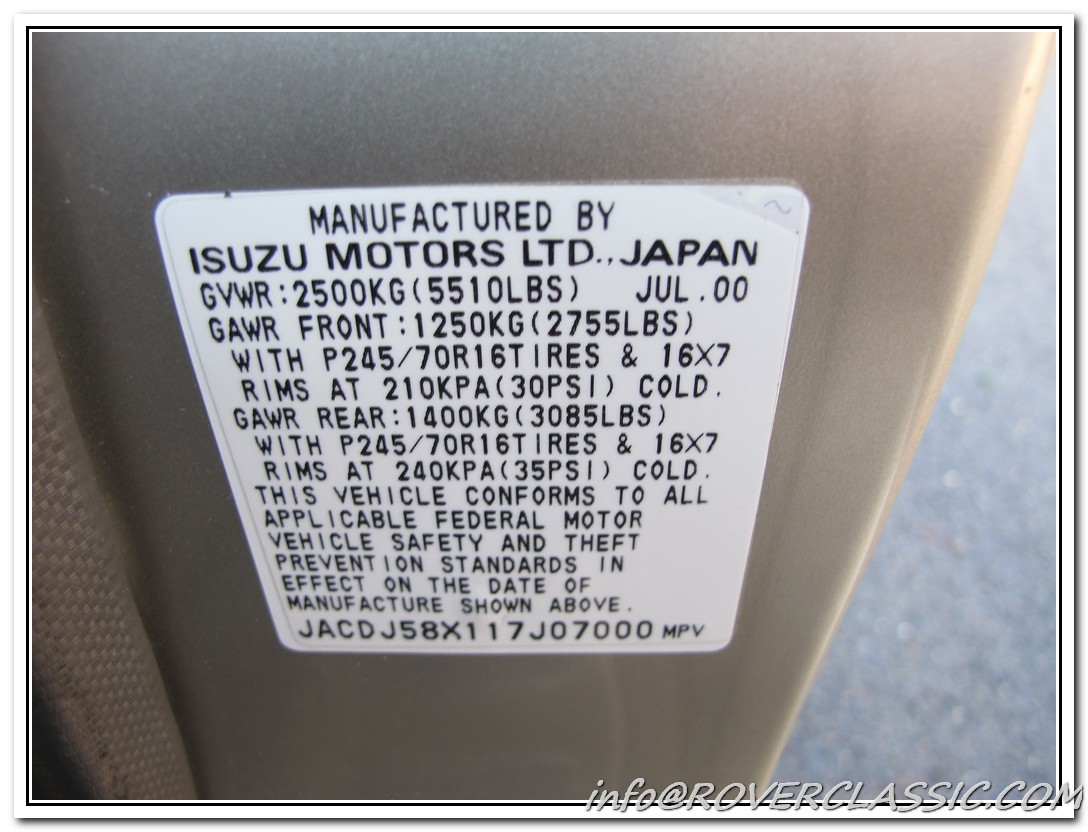 MANUFACTURED BY
ISUZU MOTORS LTD., JAPAN
GVWR:2500KG(5510LBS) JUL.00
GAWR FRONT:1250KG(2755LBS)
WITH P245/70R16TIRES & 16X7
RIMS AT 210KPA(30PSI) COLD.
GAWR REAR:1400KG(3085LBS)
WITH P245/70R16TIRES & 16X7
RIMS AT 240KPA(35PSI) COLD.
THIS VEHICLE CONFORMS TO ALL
APPLICABLE FEDERAL MOTOR
VEHICLE SAFETY AND THEFT
PREVENTION STANDARDS IN
EFFECT ON THE DATE OF
MANUFACTURE SHOWN ABOVE.
JACDJ58X117J07000 MPV
info@ROVERCLASSIC.COM